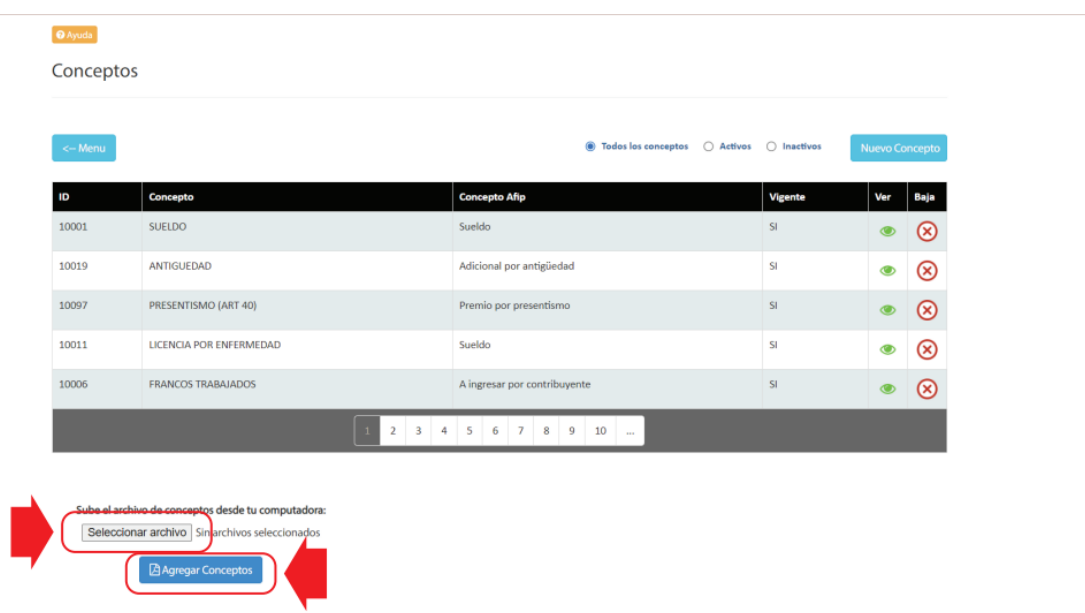 Ayuda
Conceptos
<-- Menu
Todos los conceptos Activos Inactivos
Nuevo Concepto
ID Concepto Concepto Afip Vigente Ver Baja
10001 SUELDO Sueldo SI
10019 ANTIGUEDAD Adicional por antigüedad SI
10097 PRESENTISMO (ART 40) Premio por presentismo SI
10011 LICENCIA POR ENFERMEDAD Sueldo SI
10006 FRANCOS TRABAJADOS A ingresar por contribuyente SI
1 2 3 4 5 6 7 8 9 10 ...
Sube el archivo de conceptos desde tu computadora:
Seleccionar archivo Sin archivos seleccionados
Agregar Conceptos